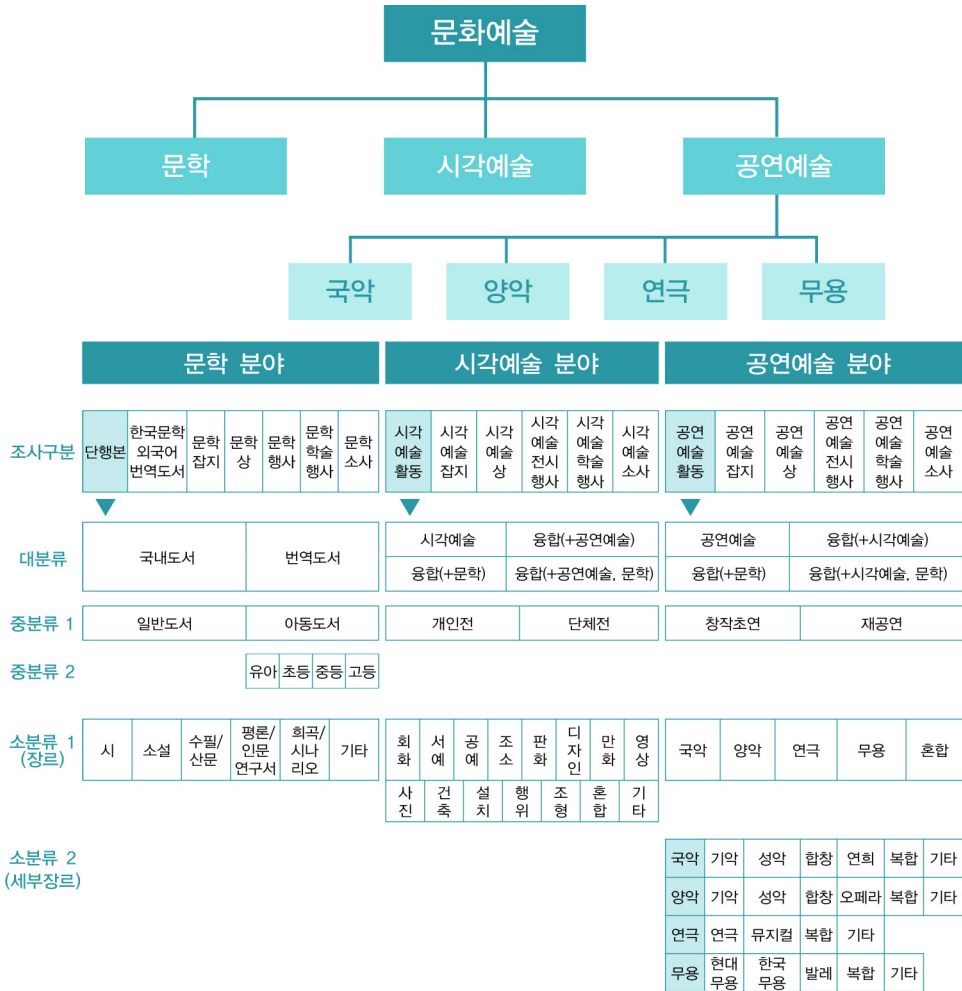 문화예술
문학 시각예술 공연예술
국악 양악 연극 무용
문학 분야 시각예술 분야 공연예술 분야
조사구분
단행본
한국문학
외국어
번역도서
문학
잡지
문학
상
문학
행사
문학
학술
행사
문학
소사
시각
예술
활동
시각
예술
잡지
시각
예술
상
시각
예술
전시
행사
시각
예술
학술
행사
시각
예술
소사
공연
예술
활동
공연
예술
잡지
공연
예술
상
공연
예술
전시
행사
공연
예술
학술
행사
공연
예술
소사
대분류
국내도서 번역도서
시각예술 융합(+공연예술)
융합(+문학) 융합(+공연예술, 문학)
공연예술 융합(+시각예술)
융합(+문학) 융합(+시각예술, 문학)
중분류 1
일반도서 아동도서 개인전 단체전 창작초연 재공연
중분류 2
유아 초등 중등 고등
소분류 1
(장르)
시
소설
수필/
산문
평론/
인문
연구서
희곡/
시나
리오
기타
회
화
서
예
공
예
조
소
판
화
디
자
인
만
화
영
상
사
진
건
축
설
치
행
위
조
형
혼
합
기
타
국악 양악 연극 무용 혼합
소분류 2
(세부장르)
국악 기악 성악 합창 연희 복합 기타
양악 기악 성악 합창 오페라 복합 기타
연극 연극 뮤지컬 복합 기타
무용
현대
무용
한국
무용
발레 복합 기타